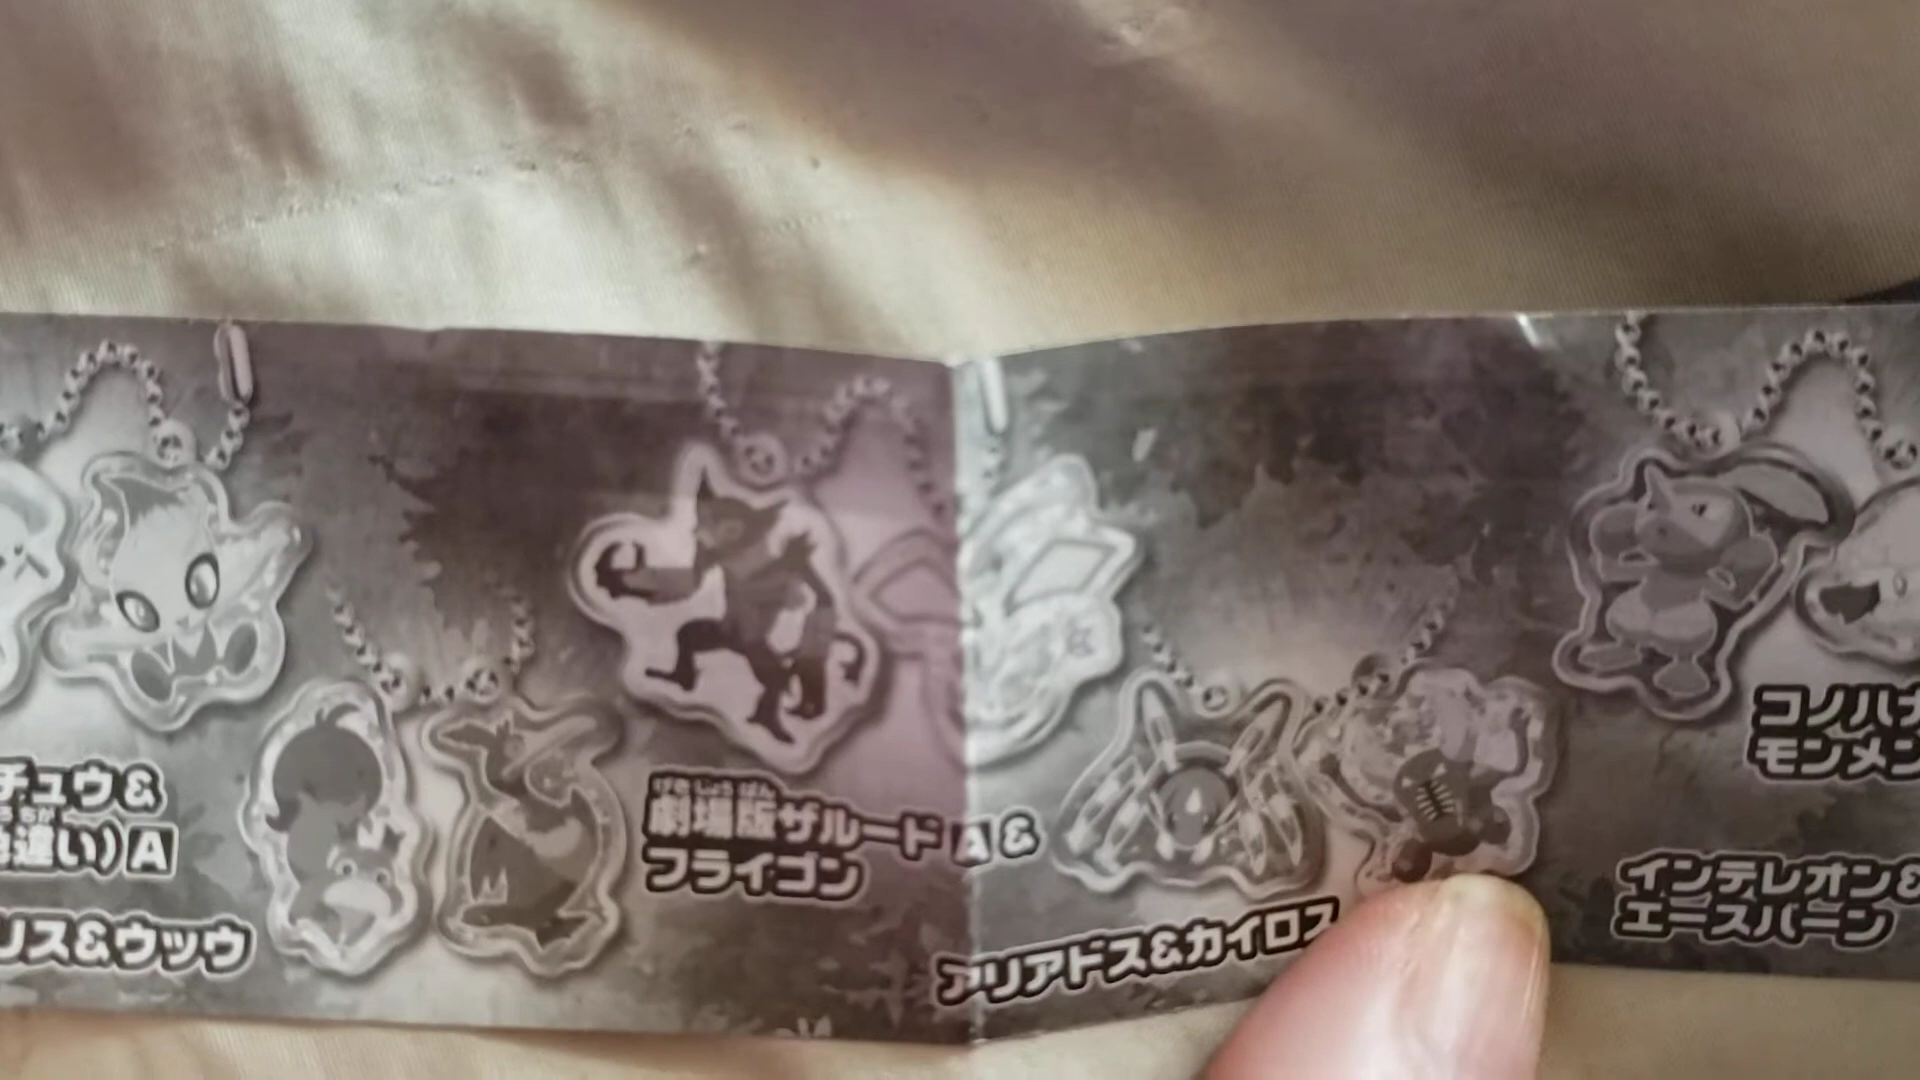 チュウ&
違い)A
リス&ウッウ
げきじょうばん
劇場版ザルードA&
フライゴン
アリアドス&カイロス
コノハナ
モンメン
インテレオン&
エースバーン